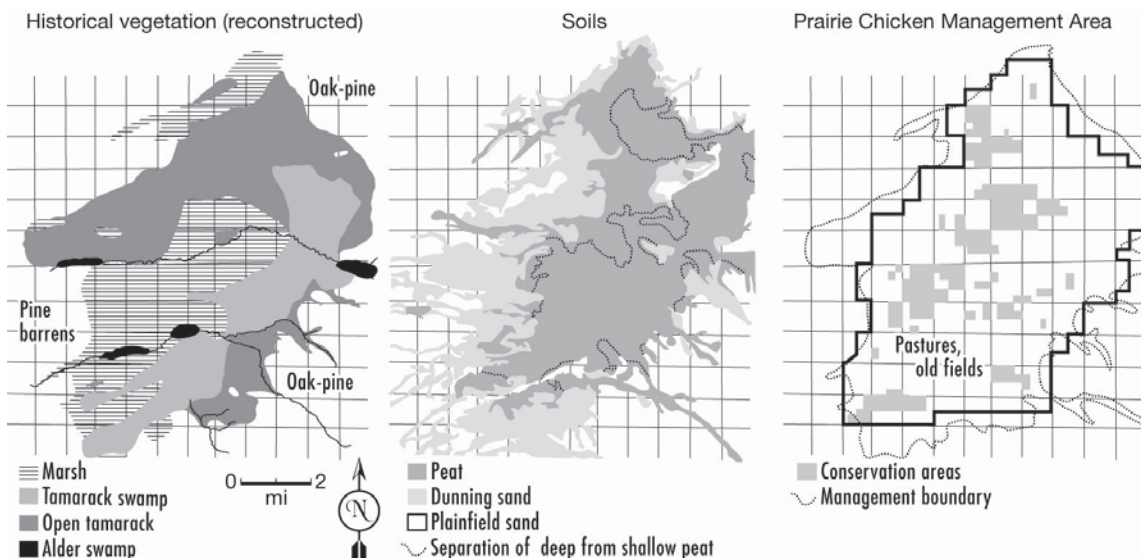 Historical vegetation (reconstructed)
Oak-pine
Pine
barrens
Oak-pine
Marsh
Tamarack swamp
Open tamarack
Alder swamp
0 2
mi
N
Soils
Peat
Dunning sand
Plainfield sand
Separation of deep from shallow peat
Prairie Chicken Management Area
Pastures,
old fields
Conservation areas
Management boundary